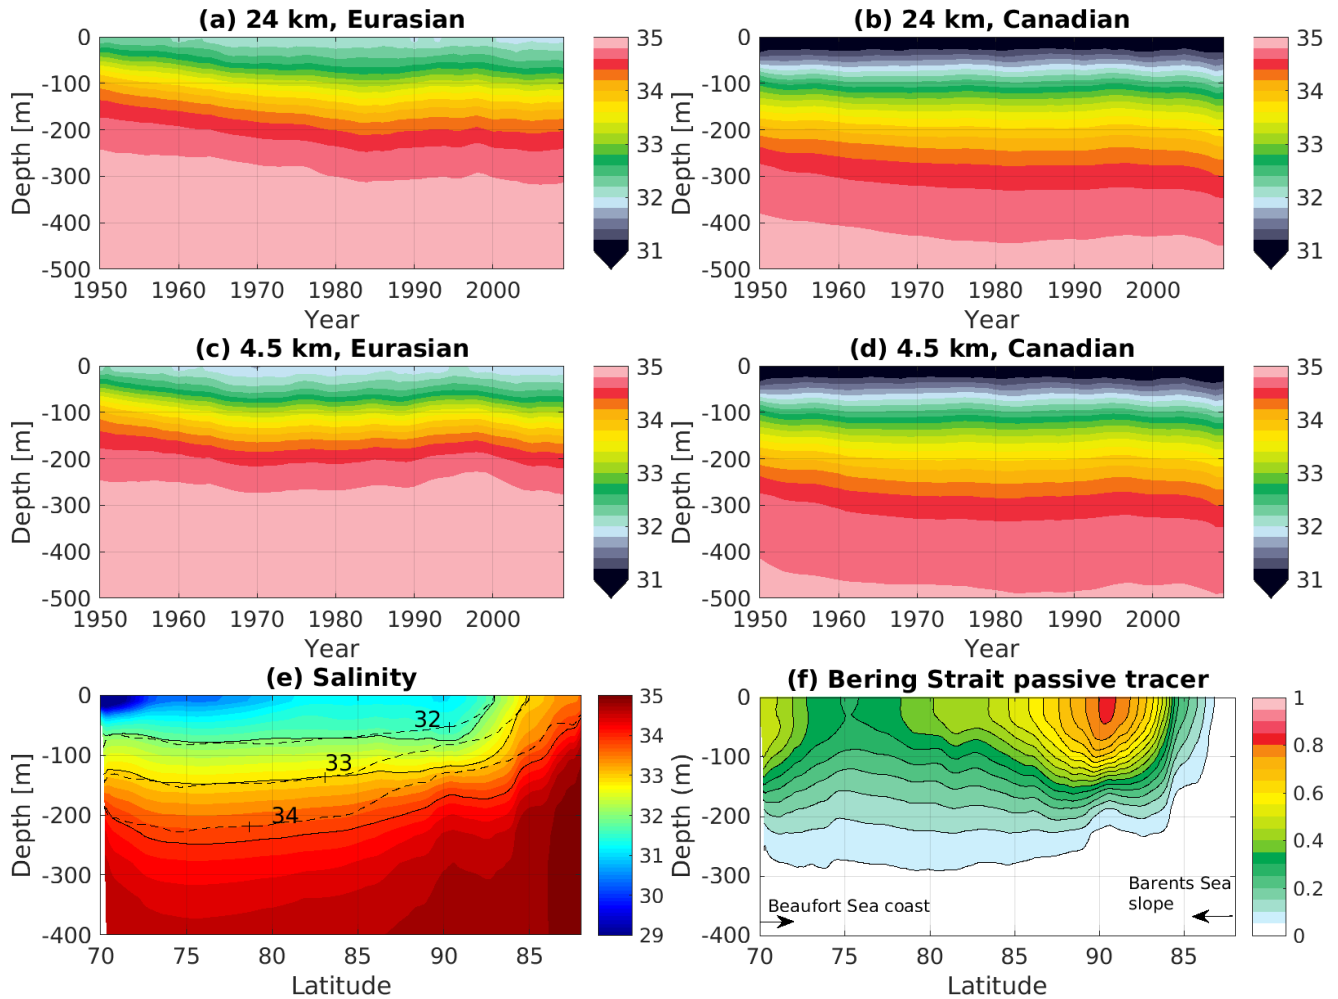 (a) 24 km, Eurasian
0
-100
-200
-300
-400
-500
Depth [m]
1950 1960 1970 1980 1990 2000
Year
35
34
33
32
31
(b) 24 km, Canadian
0
-100
-200
-300
-400
-500
Depth [m]
1950 1960 1970 1980 1990 2000
Year
35
34
33
32
31
(c) 4.5 km, Eurasian
0
-100
-200
-300
-400
-500
Depth [m]
1950 1960 1970 1980 1990 2000
Year
35
34
33
32
31
(d) 4.5 km, Canadian
0
-100
-200
-300
-400
-500
Depth [m]
1950 1960 1970 1980 1990 2000
Year
35
34
33
32
31
(e) Salinity
0
-100
-200
-300
-400
Depth [m]
32
33
34
70 75 80 85 90 85
Latitude
35
34
33
32
31
30
29
(f) Bering Strait passive tracer
0
-100
-200
-300
-400
Depth (m)
Beaufort Sea coast
Barents Sea
slope
70 75 80 85 90 85
Latitude
1
0.8
0.6
0.4
0.2
0